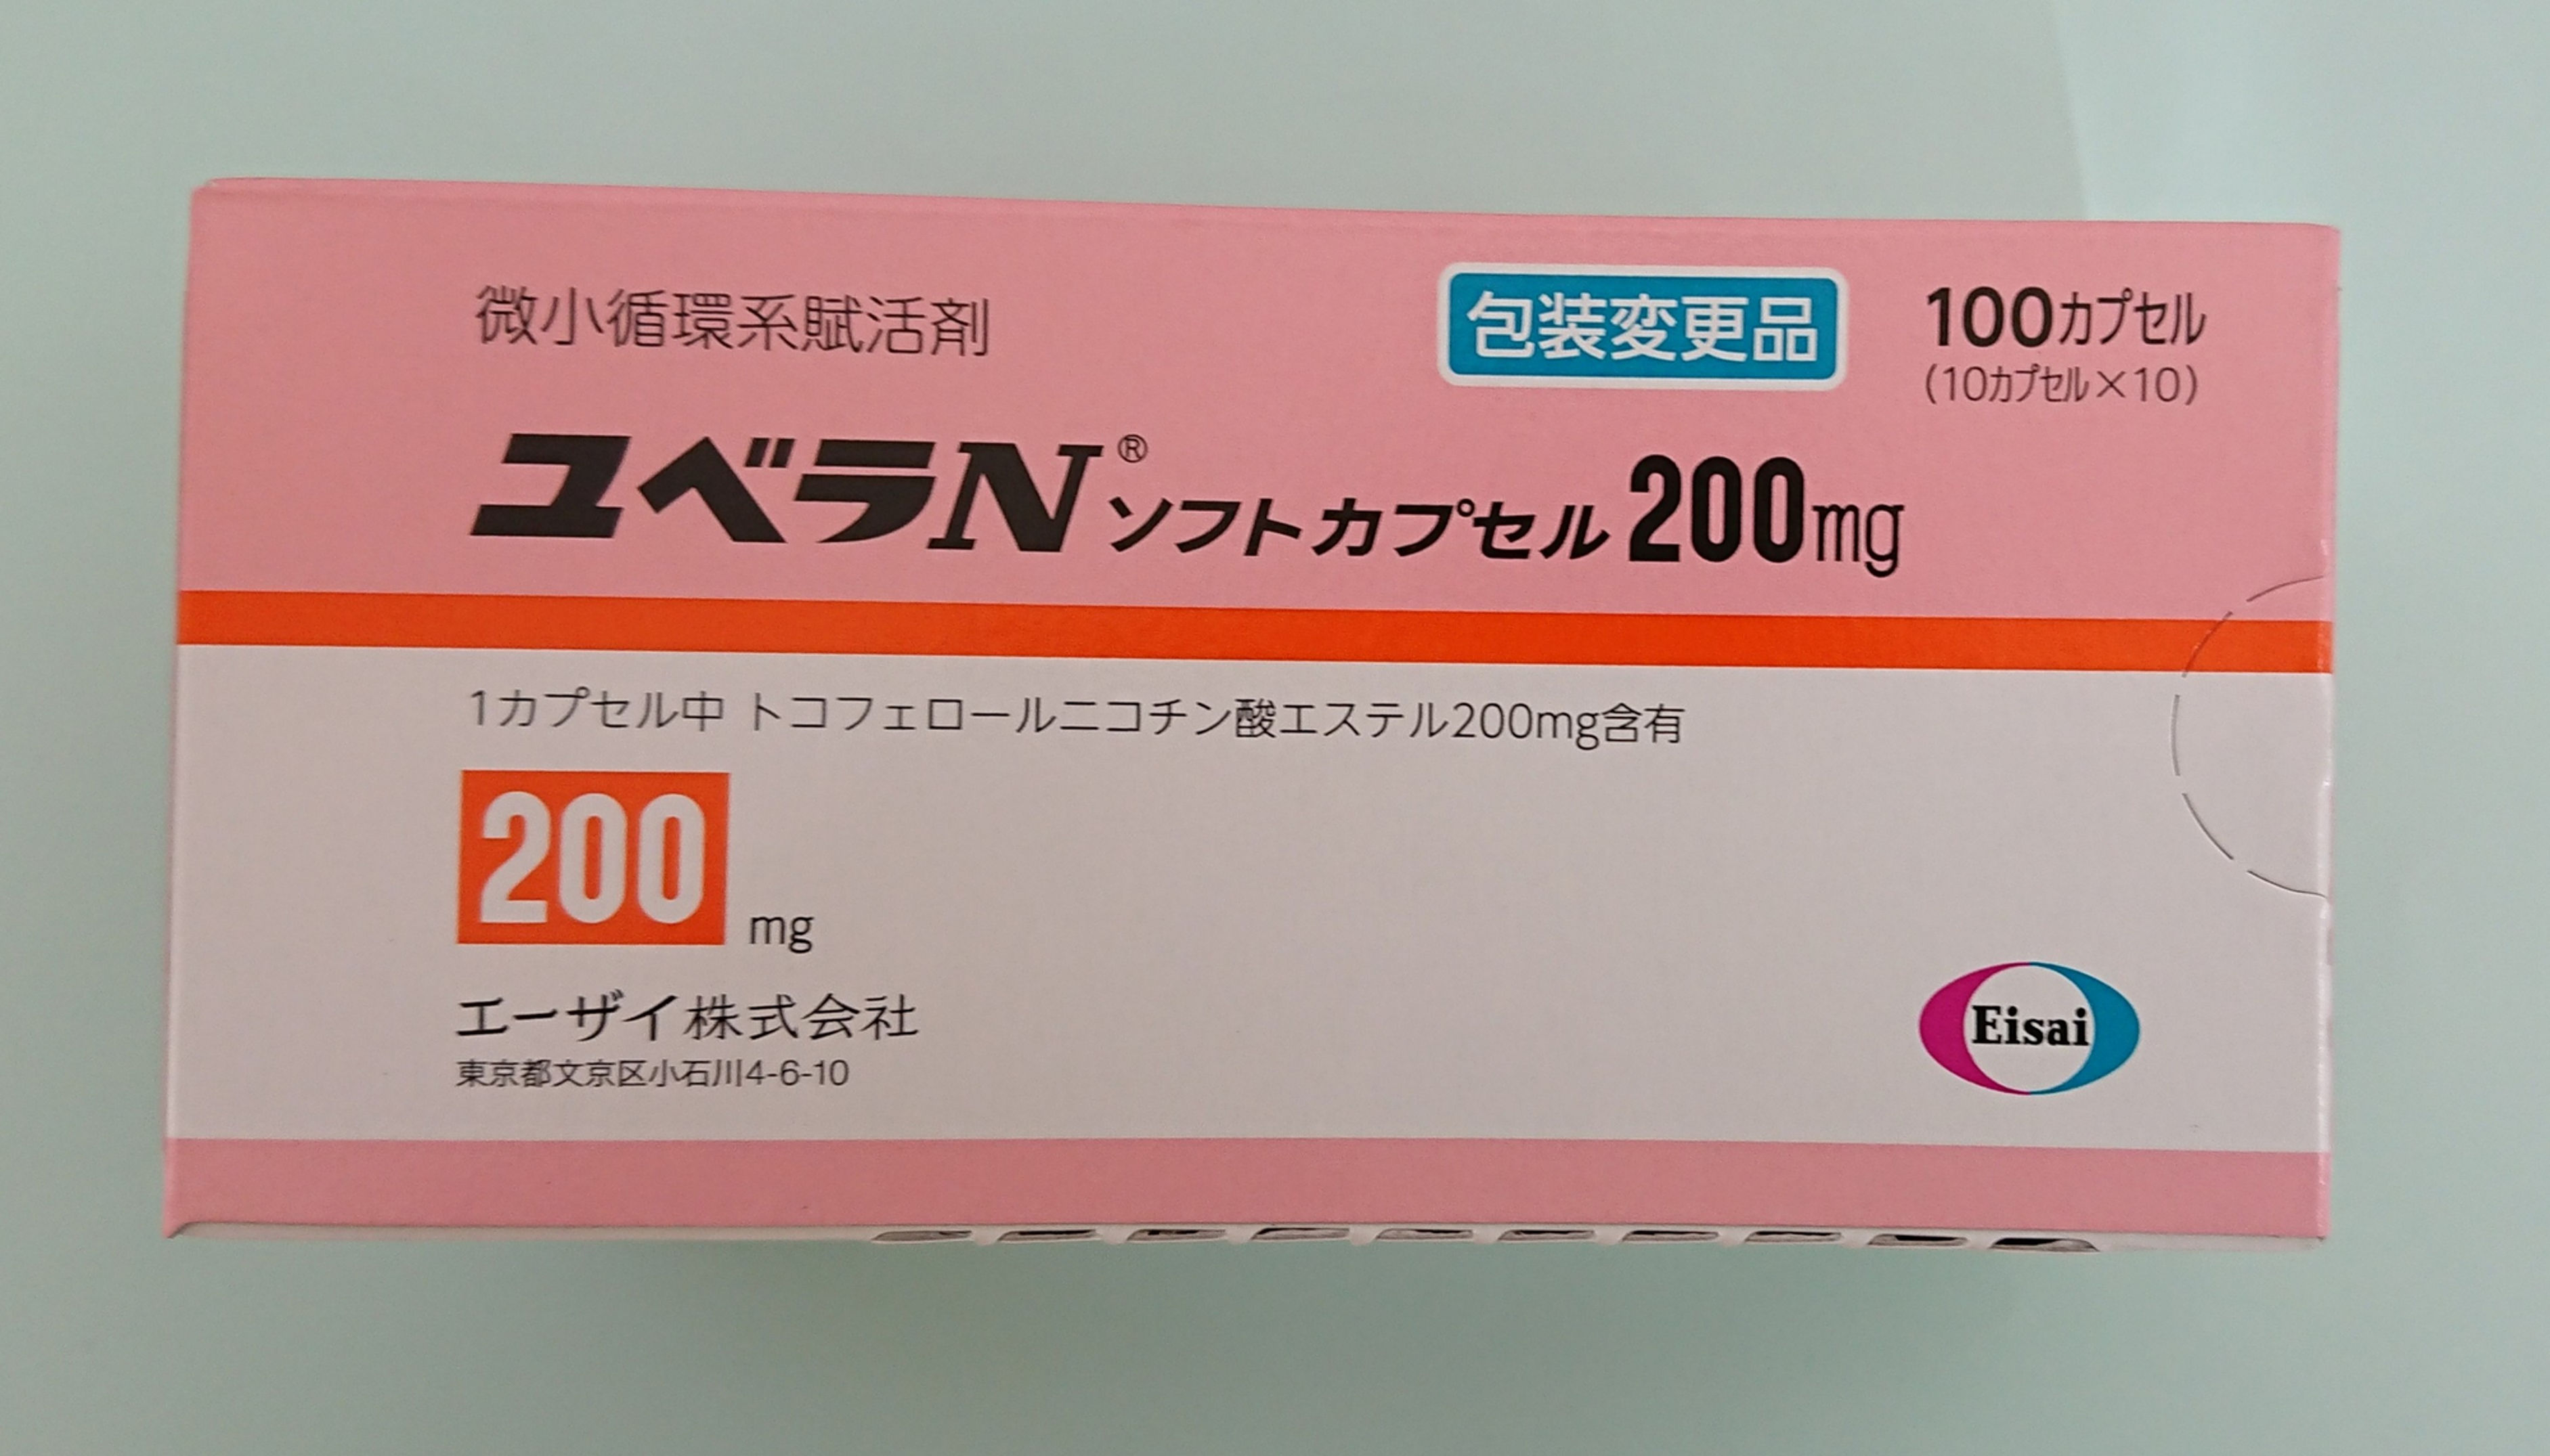 微小循環系賦活剤
包装変更品
100カプセル
(10カプセル×10)
ユベラN® ソフトカプセル 200mg
1カプセル中 トコフェロールニコチン酸エステル200mg含有
200 mg
エーザイ株式会社
東京都文京区小石川4-6-10
Eisai